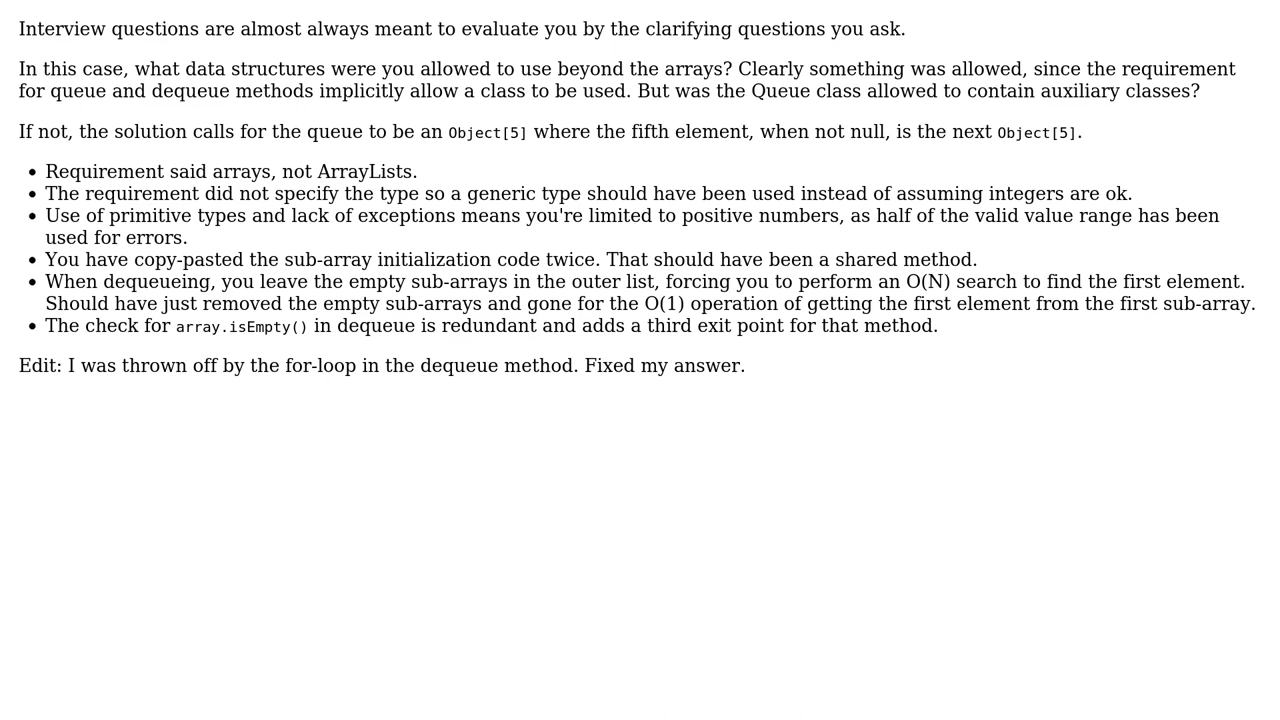 Interview questions are almost always meant to evaluate you by the clarifying questions you ask.
In this case, what data structures were you allowed to use beyond the arrays? Clearly something was allowed, since the requirement
for queue and dequeue methods implicitly allow a class to be used. But was the Queue class allowed to contain auxiliary classes?
If not, the solution calls for the queue to be an Object[5] where the fifth element, when not null, is the next Object[5].
• Requirement said arrays, not ArrayLists.
• The requirement did not specify the type so a generic type should have been used instead of assuming integers are ok.
• Use of primitive types and lack of exceptions means you're limited to positive numbers, as half of the valid value range has been
used for errors.
• You have copy-pasted the sub-array initialization code twice. That should have been a shared method.
• When dequeueing, you leave the empty sub-arrays in the outer list, forcing you to perform an O(N) search to find the first element.
Should have just removed the empty sub-arrays and gone for the O(1) operation of getting the first element from the first sub-array.
• The check for array.isEmpty() in dequeue is redundant and adds a third exit point for that method.
Edit: I was thrown off by the for-loop in the dequeue method. Fixed my answer.